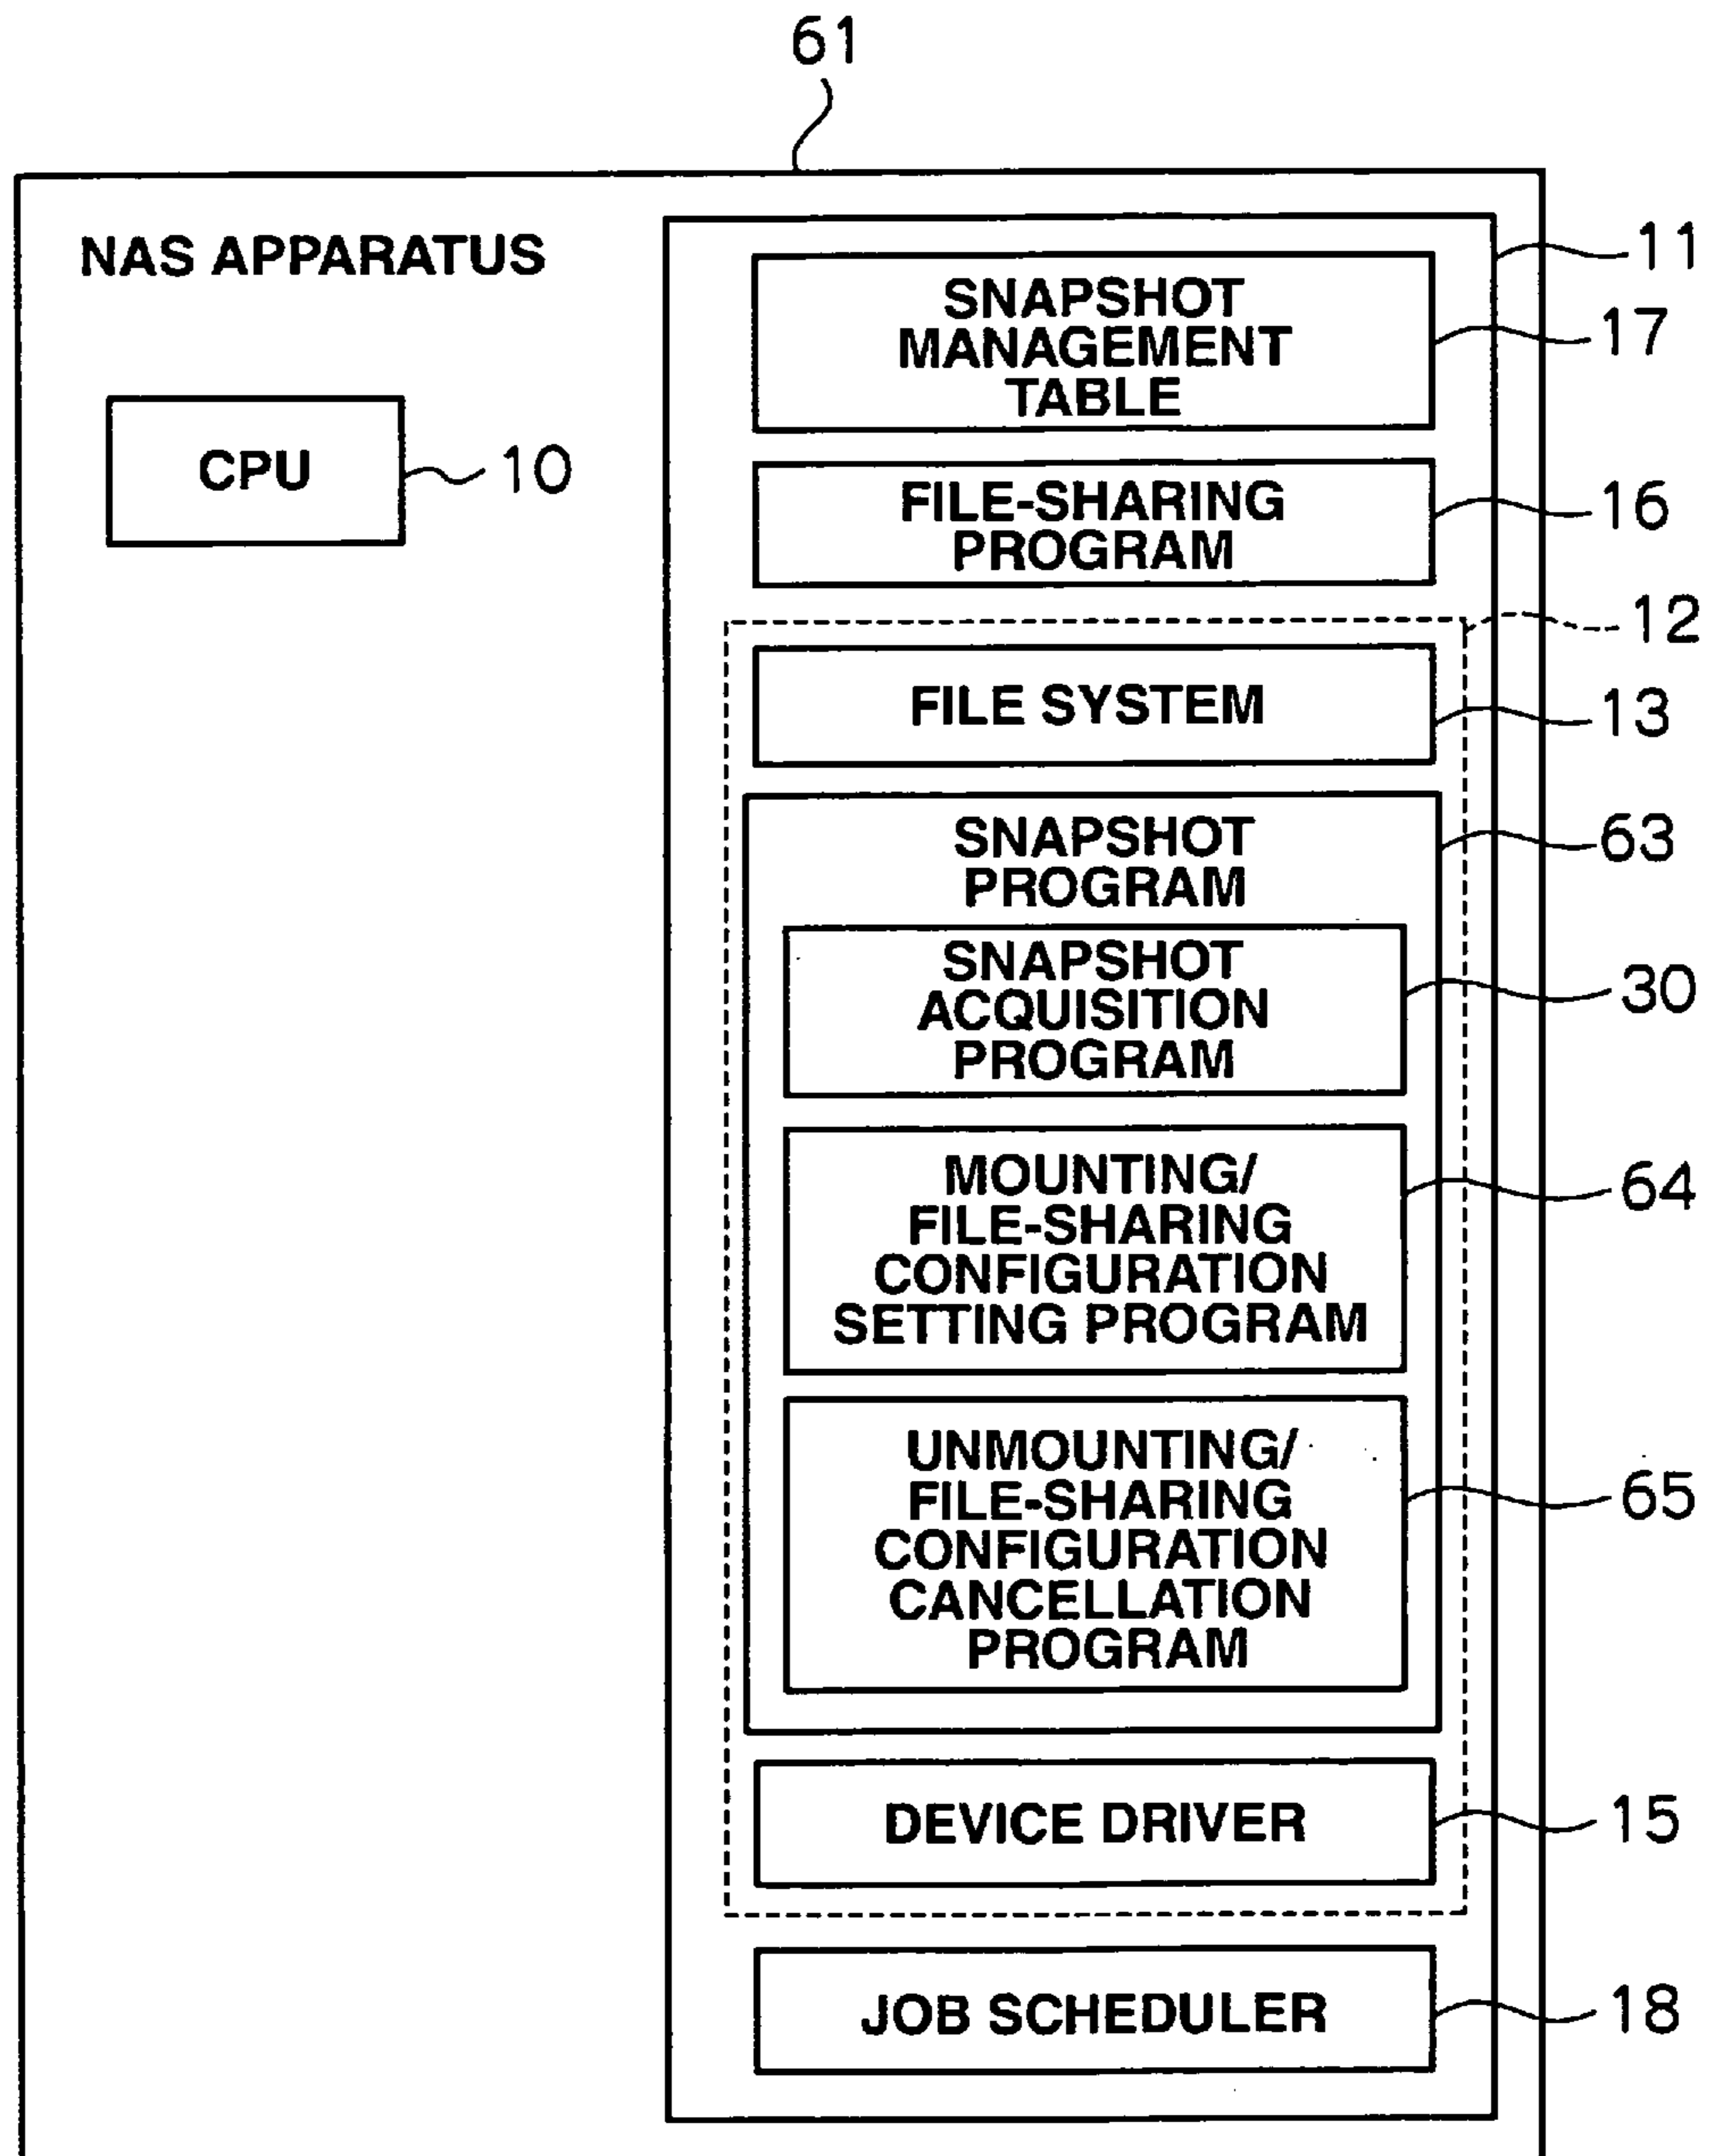 61
NAS APPARATUS
11
SNAPSHOT
MANAGEMENT
TABLE
17
CPU
10
FILE-SHARING
PROGRAM
16
12
FILE SYSTEM
13
SNAPSHOT
PROGRAM
63
SNAPSHOT
ACQUISITION
PROGRAM
30
MOUNTING/
FILE-SHARING
CONFIGURATION
SETTING PROGRAM
64
UNMOUNTING/
FILE-SHARING
CONFIGURATION
CANCELLATION
PROGRAM
65
DEVICE DRIVER
15
JOB SCHEDULER
18